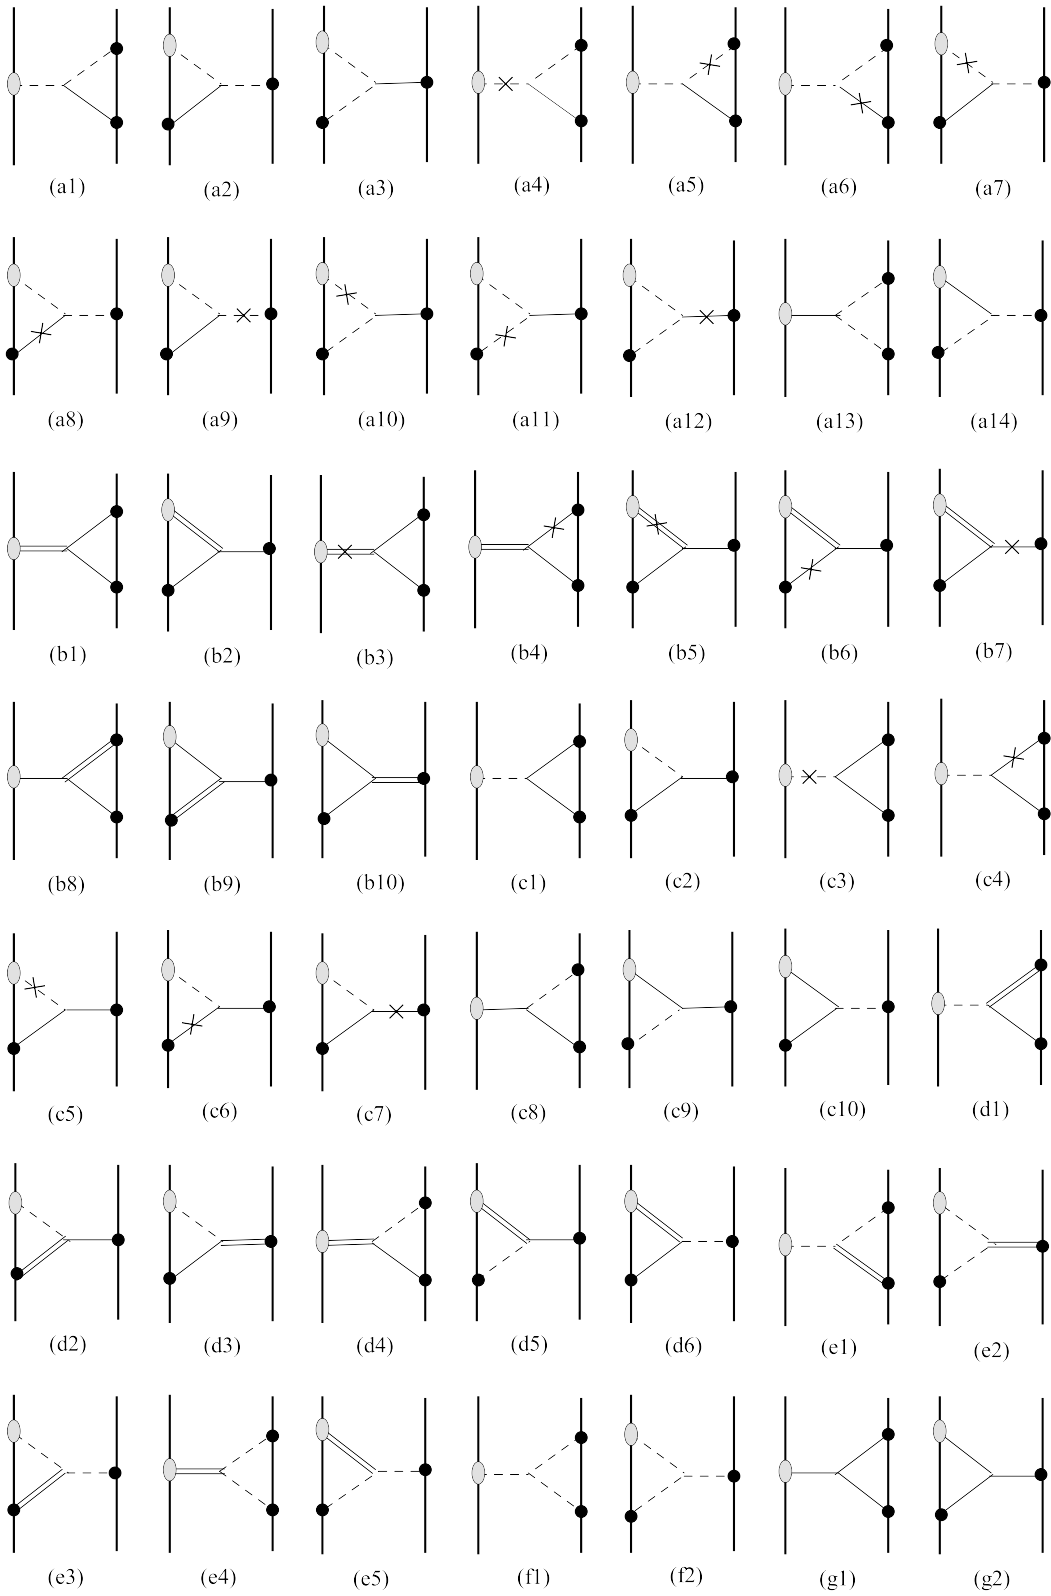 (a1) (a2) (a3) (a4) (a5) (a6) (a7)
(a8) (a9) (a10) (a11) (a12) (a13) (a14)
(b1) (b2) (b3) (b4) (b5) (b6) (b7)
(b8) (b9) (b10) (c1) (c2) (c3) (c4)
(c5) (c6) (c7) (c8) (c9) (c10) (d1)
(d2) (d3) (d4) (d5) (d6) (e1) (e2)
(e3) (e4) (e5) (f1) (f2) (g1) (g2)